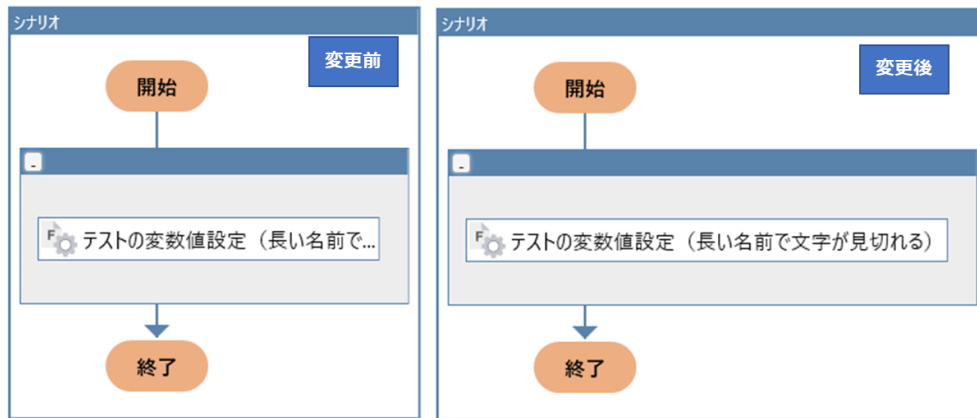 シナリオ
変更前
開始
-
F
テストの変数値設定（長い名前で...
終了
シナリオ
変更後
開始
-
F
テストの変数値設定（長い名前で文字が見切れる）
終了